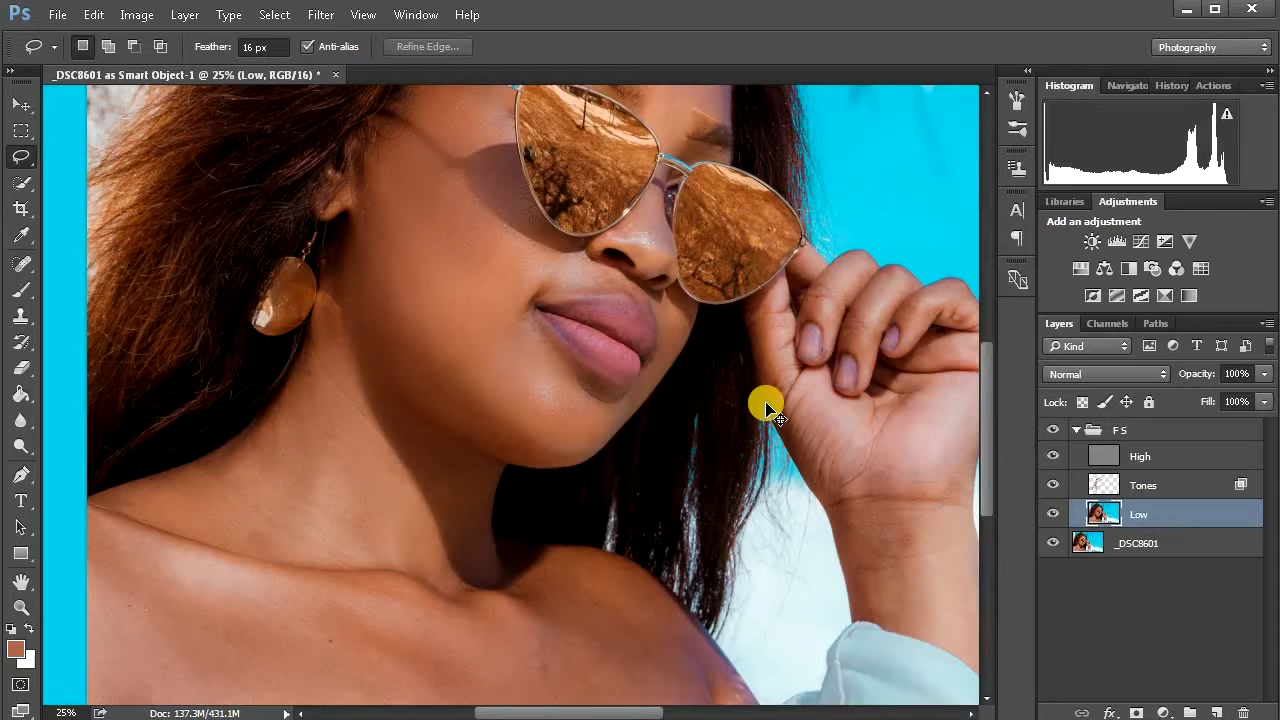 Ps File Edit Image Layer Type Select Filter View Window Help
Feather: 16 px Anti-alias Refine Edge... Photography
_DSC8601 as Smart Object-1 @ 25% (Low, RGB/16) * ×
Histogram Navigato History Actions
Libraries Adjustments
Add an adjustment
Layers Channels Paths
Kind
Normal Opacity: 100%
Lock: Fill: 100%
F S
High
Tones
Low
_DSC8601
25% Doc: 137.3M/431.1M